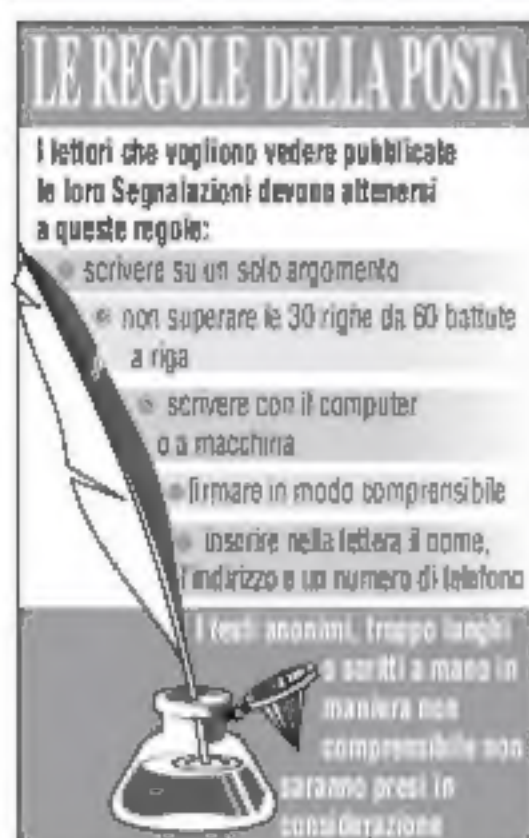 LE REGOLE DELLA POSTA
I lettori che vogliono vedere pubblicate
le loro Segnalazioni devono attenersi
a queste regole:
scrivere su un solo argomento
non superare le 30 righe da 60 battute
a riga
scrivere con il computer
o a macchina
firmare in modo comprensibile
inserire nella lettera il nome,
l'indirizzo e un numero di telefono
I testi anonimi, troppo lunghi
o scritti a mano in
maniera non
comprensibile non
saranno presi in
considerazione